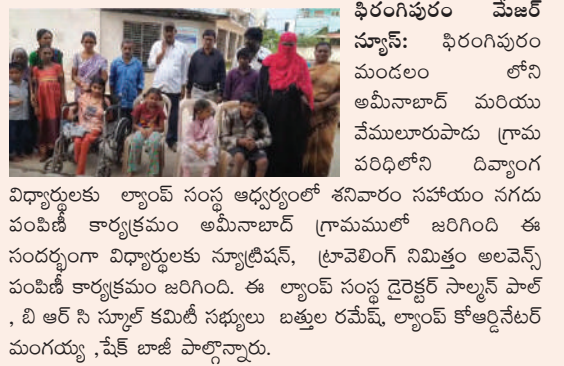 ఫిరంగిపురం మేజర్
న్యూస్: ఫిరంగిపురం
మండలం లోని
అమీనాబాద్ మరియు
వేములూరుపాడు గ్రామ
పరిధిలోని దివ్యాంగ
విధ్యార్థులకు ల్యాంప్ సంస్థ ఆధ్వర్యంలో శనివారం సహాయం నగదు
పంపిణీ కార్యక్రమం అమీనాబాద్ గ్రామములో జరిగింది ఈ
సందర్భంగా విధ్యార్థులకు న్యూట్రిషన్, ట్రావెలింగ్ నిమిత్తం అలవెన్స్
పంపిణీ కార్యక్రమం జరిగింది. ఈ ల్యాంప్ సంస్థ డైరెక్టర్ సాల్మన్ పాల్
, బి ఆర్ సి స్కూల్ కమిటీ సభ్యులు బత్తుల రమేష్, ల్యాంప్ కోఆర్డినేటర్
మంగయ్య ,షేక్ బాజీ పాల్గొన్నారు.